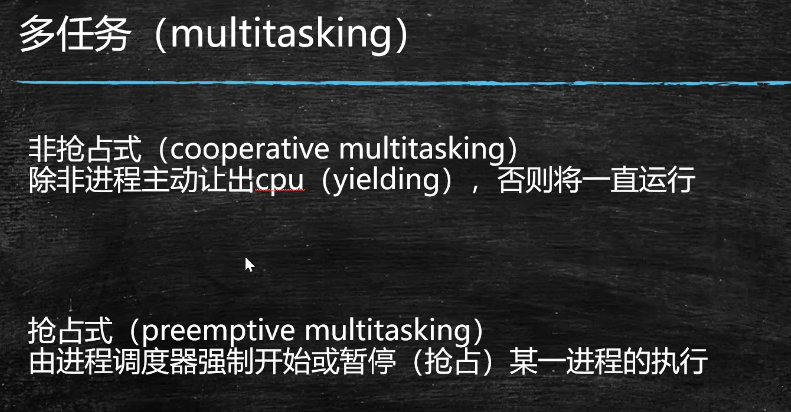 多任务（multitasking）
非抢占式（cooperative multitasking）
除非进程主动让出cpu（yielding），否则将一直运行
抢占式（preemptive multitasking）
由进程调度器强制开始或暂停（抢占）某一进程的执行